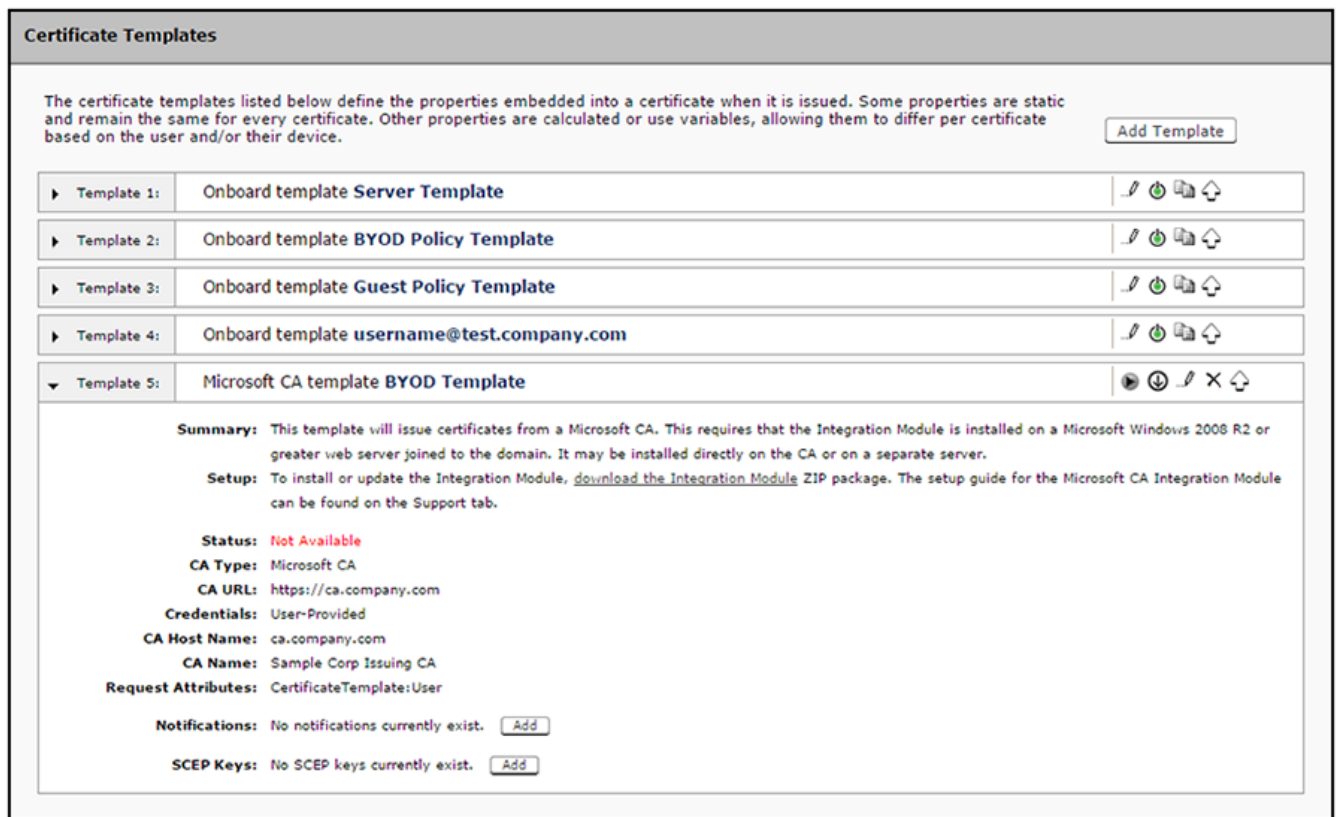 Certificate Templates
The certificate templates listed below define the properties embedded into a certificate when it is issued. Some properties are static
and remain the same for every certificate. Other properties are calculated or use variables, allowing them to differ per certificate
based on the user and/or their device.
Add Template
Template 1: Onboard template Server Template
Template 2: Onboard template BYOD Policy Template
Template 3: Onboard template Guest Policy Template
Template 4: Onboard template username@test.company.com
Template 5: Microsoft CA template BYOD Template
Summary: This template will issue certificates from a Microsoft CA. This requires that the Integration Module is installed on a Microsoft Windows 2008 R2 or
greater web server joined to the domain. It may be installed directly on the CA or on a separate server.
Setup: To install or update the Integration Module, download the Integration Module ZIP package. The setup guide for the Microsoft CA Integration Module
can be found on the Support tab.
Status: Not Available
CA Type: Microsoft CA
CA URL: https://ca.company.com
Credentials: User-Provided
CA Host Name: ca.company.com
CA Name: Sample Corp Issuing CA
Request Attributes: CertificateTemplate:User
Notifications: No notifications currently exist. Add
SCEP Keys: No SCEP keys currently exist. Add